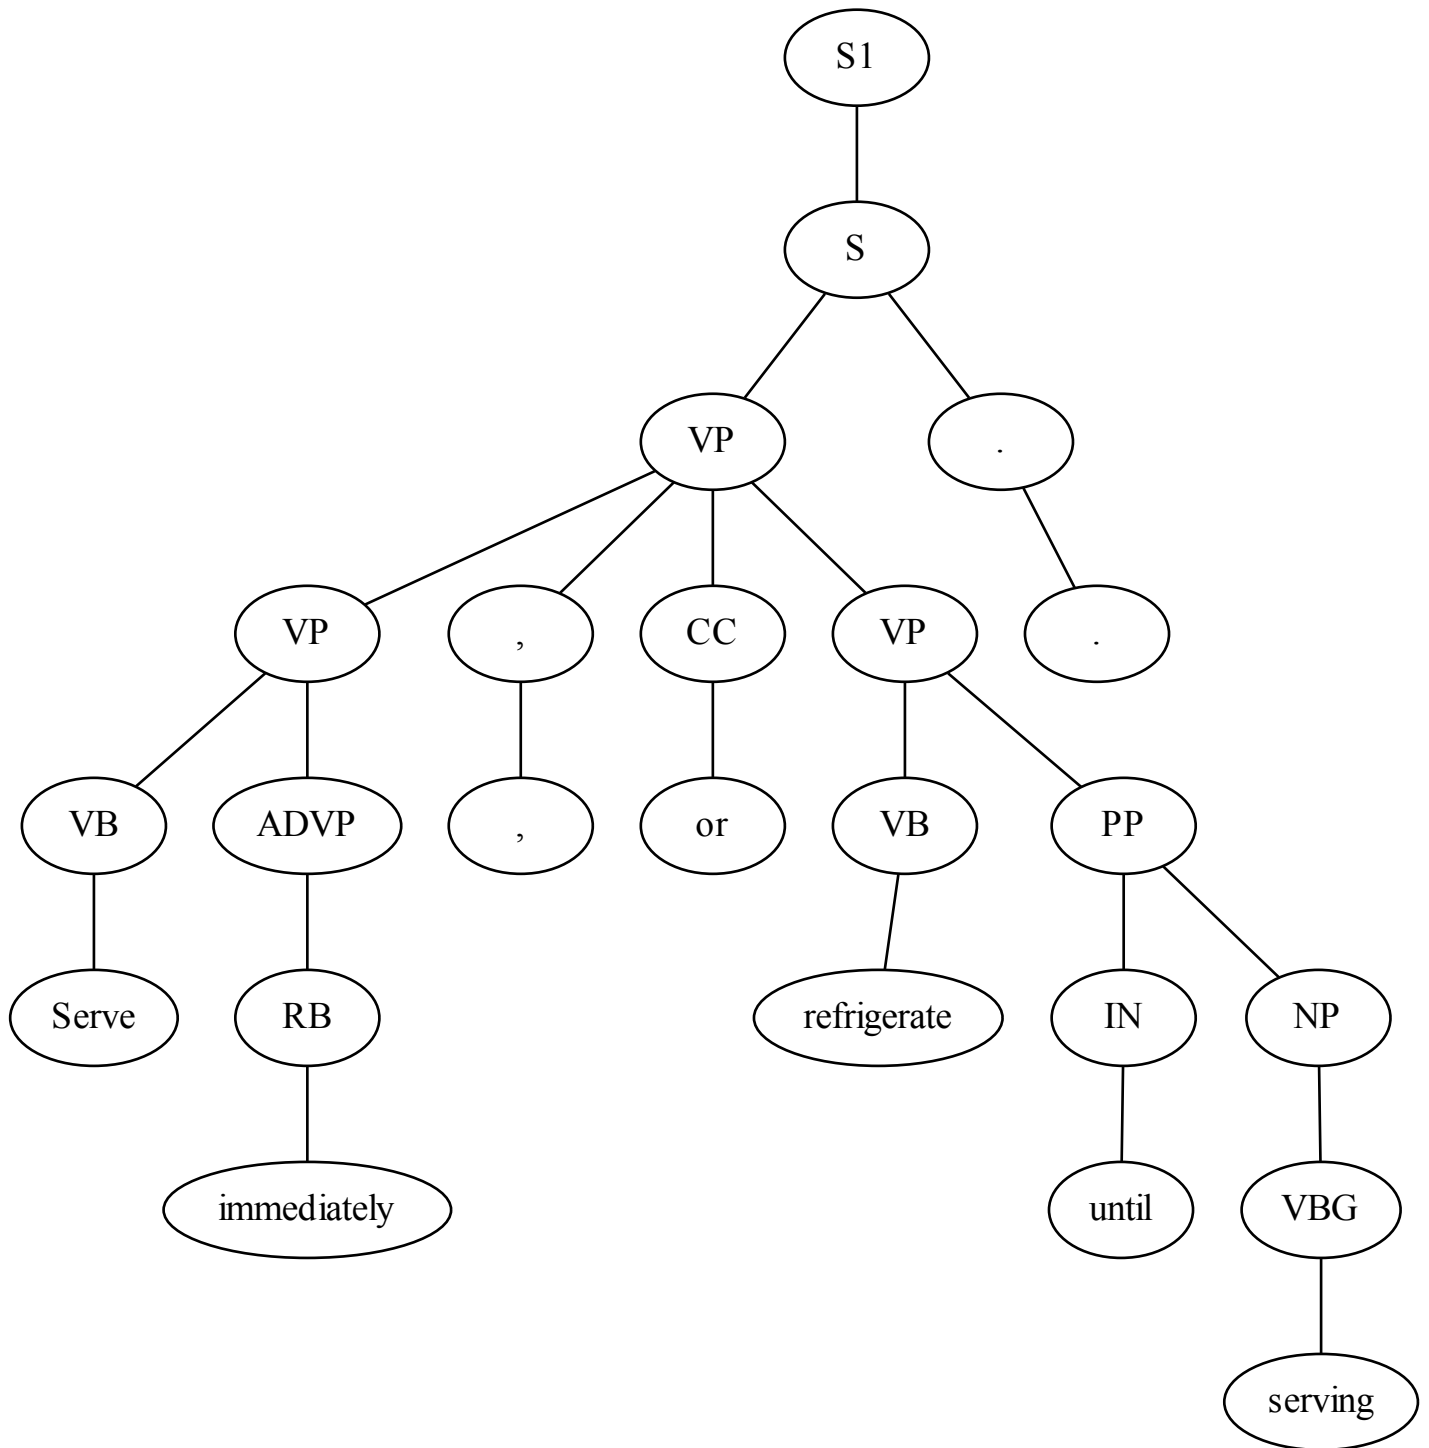 S1
S
VP .
VP , CC VP .
VB ADVP , or VB PP
Serve RB refrigerate IN NP
immediately until VBG
serving